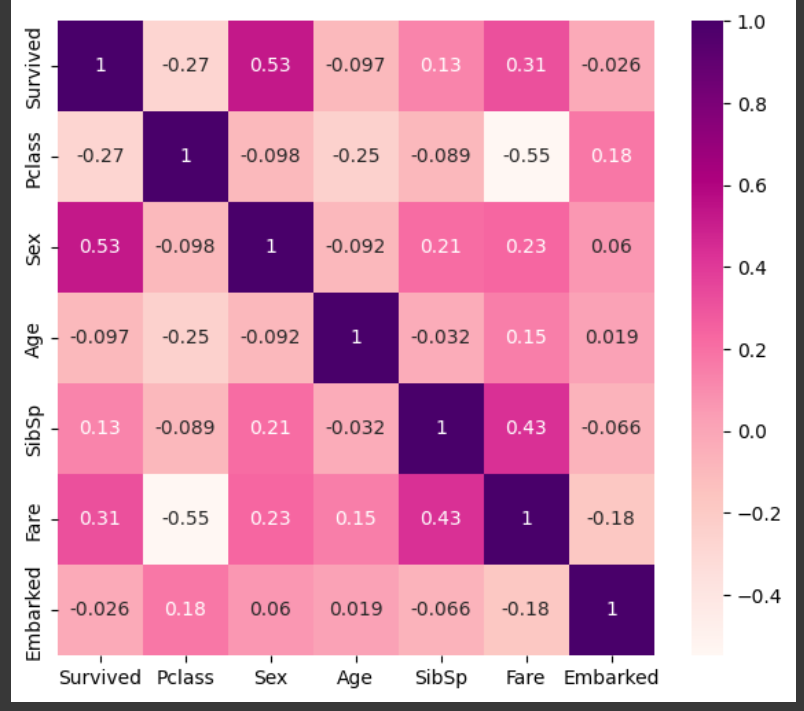 1.0
Survived 1 -0.27 0.53 -0.097 0.13 0.31 -0.026
0.8
Pclass -0.27 1 -0.098 -0.25 -0.089 -0.55 0.18
0.6
Sex 0.53 -0.098 1 -0.092 0.21 0.23 0.06
0.4
Age -0.097 -0.25 -0.092 1 -0.032 0.15 0.019
0.2
SibSp 0.13 -0.089 0.21 -0.032 1 0.43 -0.066
0.0
Fare 0.31 -0.55 0.23 0.15 0.43 1 -0.18
−0.2
Embarked -0.026 0.18 0.06 0.019 -0.066 -0.18 1
−0.4
Survived Pclass Sex Age SibSp Fare Embarked